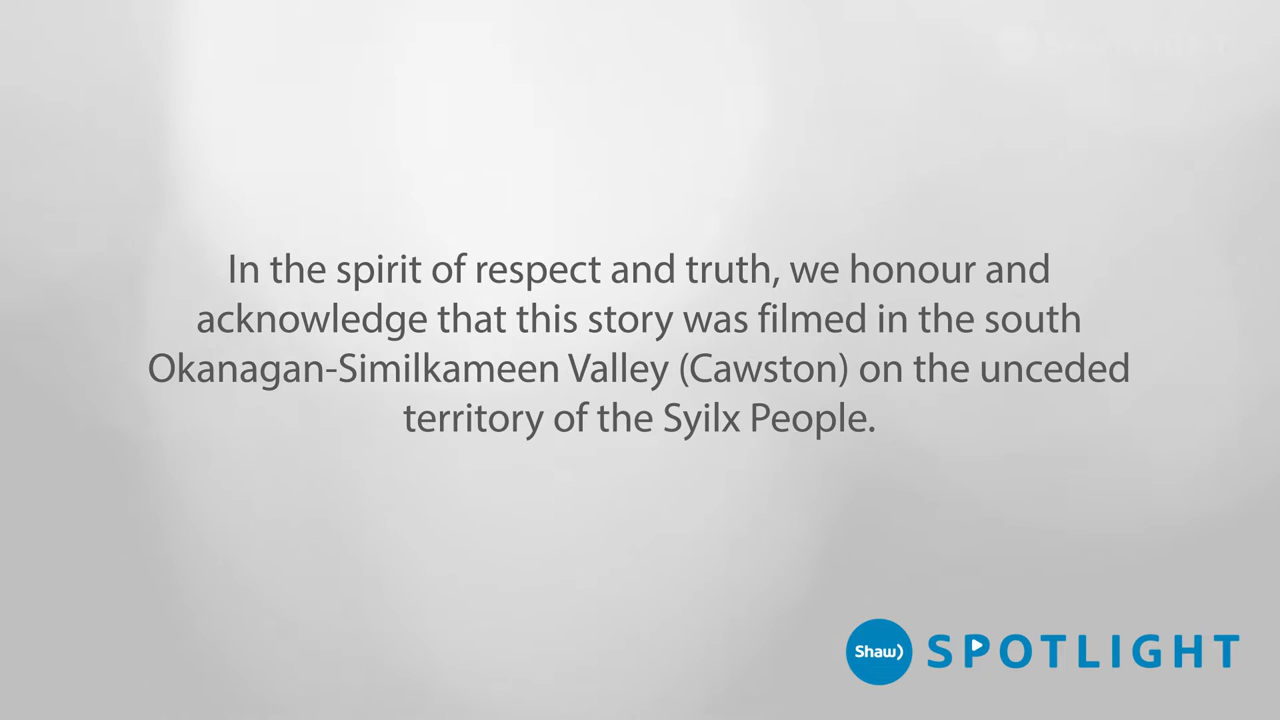 In the spirit of respect and truth, we honour and
acknowledge that this story was filmed in the south
Okanagan-Similkameen Valley (Cawston) on the unceded
territory of the Syilx People.
Shaw) SPOTLIGHT